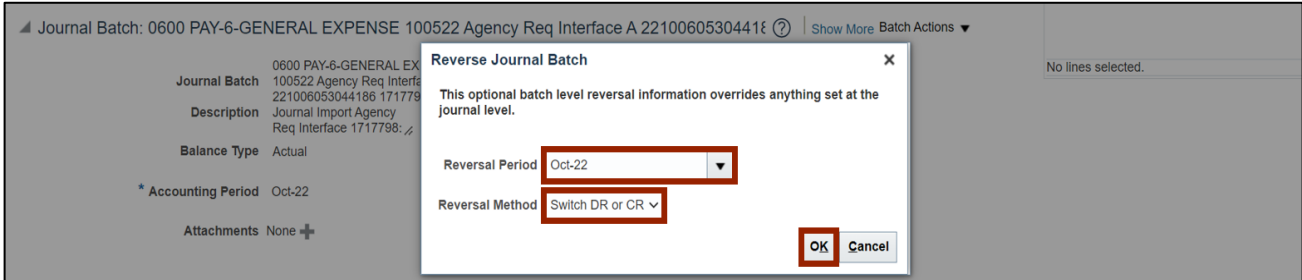 Journal Batch: 0600 PAY-6-GENERAL EXPENSE 100522 Agency Req Interface A 22100605304418 ? Show More Batch Actions
Reverse Journal Batch
No lines selected.
0600 PAY-6-GENERAL EX
Journal Batch 100522 Agency Req Interfa
221006053044186 171779
This optional batch level reversal information overrides anything set at the
journal level.
Description Journal Import Agency
Req Interface 1717798:
Balance Type Actual
Reversal Period Oct-22
* Accounting Period Oct-22
Reversal Method Switch DR or CR
Attachments None
OK Cancel